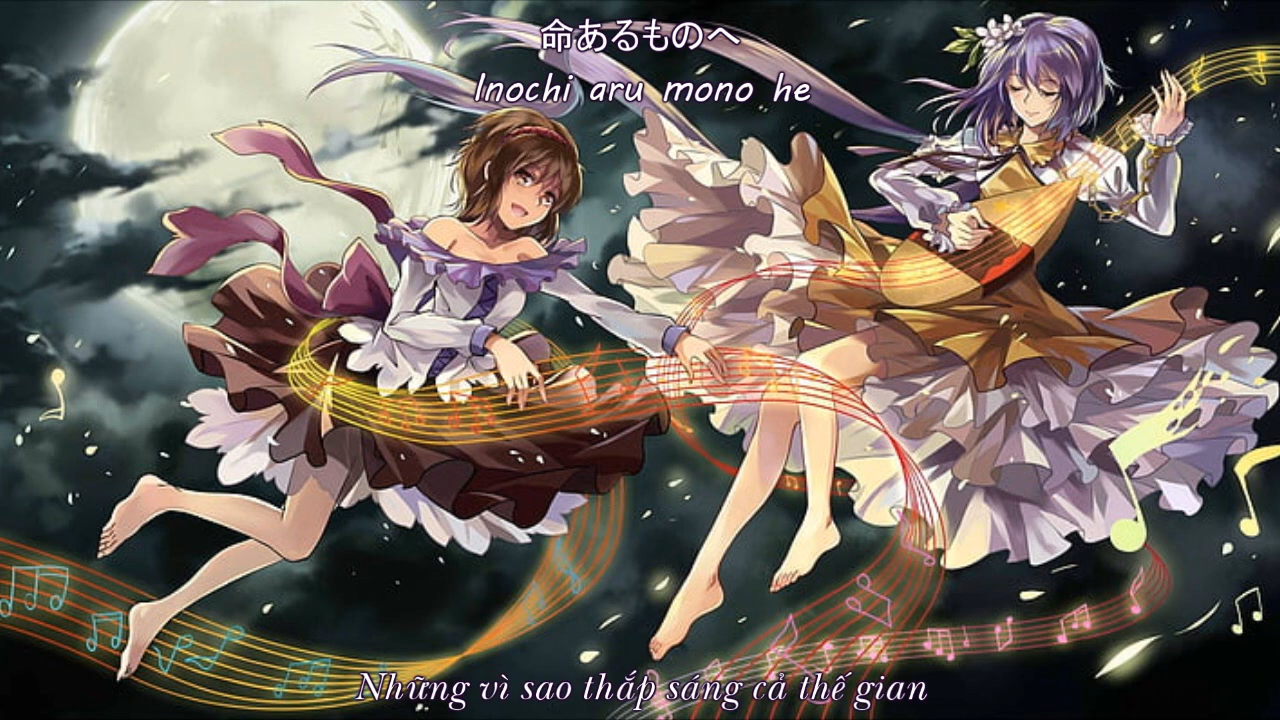 命あるものへ
Inochi aru mono he
Những vì sao thắp sáng cả thế gian